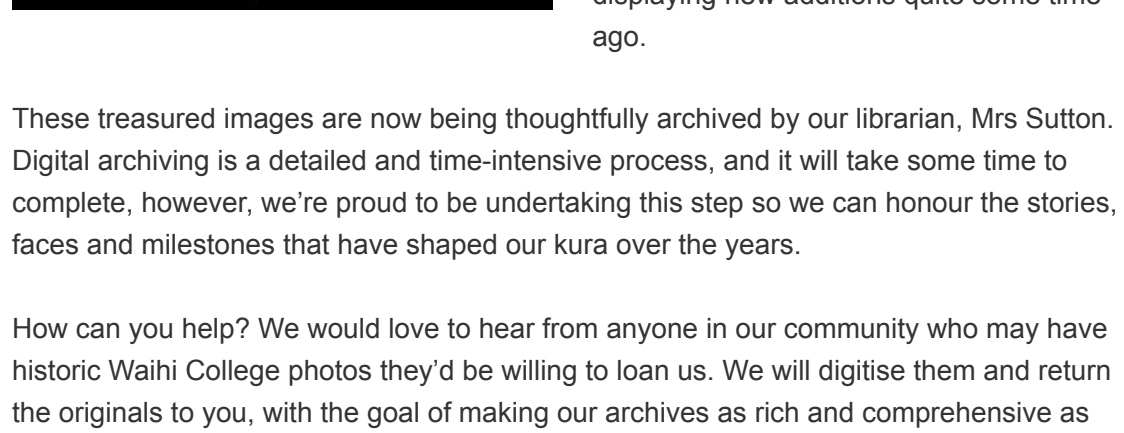 displaying new additions quite some time
ago.
These treasured images are now being thoughtfully archived by our librarian, Mrs Sutton.
Digital archiving is a detailed and time-intensive process, and it will take some time to
complete, however, we’re proud to be undertaking this step so we can honour the stories,
faces and milestones that have shaped our kura over the years.
How can you help? We would love to hear from anyone in our community who may have
historic Waihi College photos they’d be willing to loan us. We will digitise them and return
the originals to you, with the goal of making our archives as rich and comprehensive as